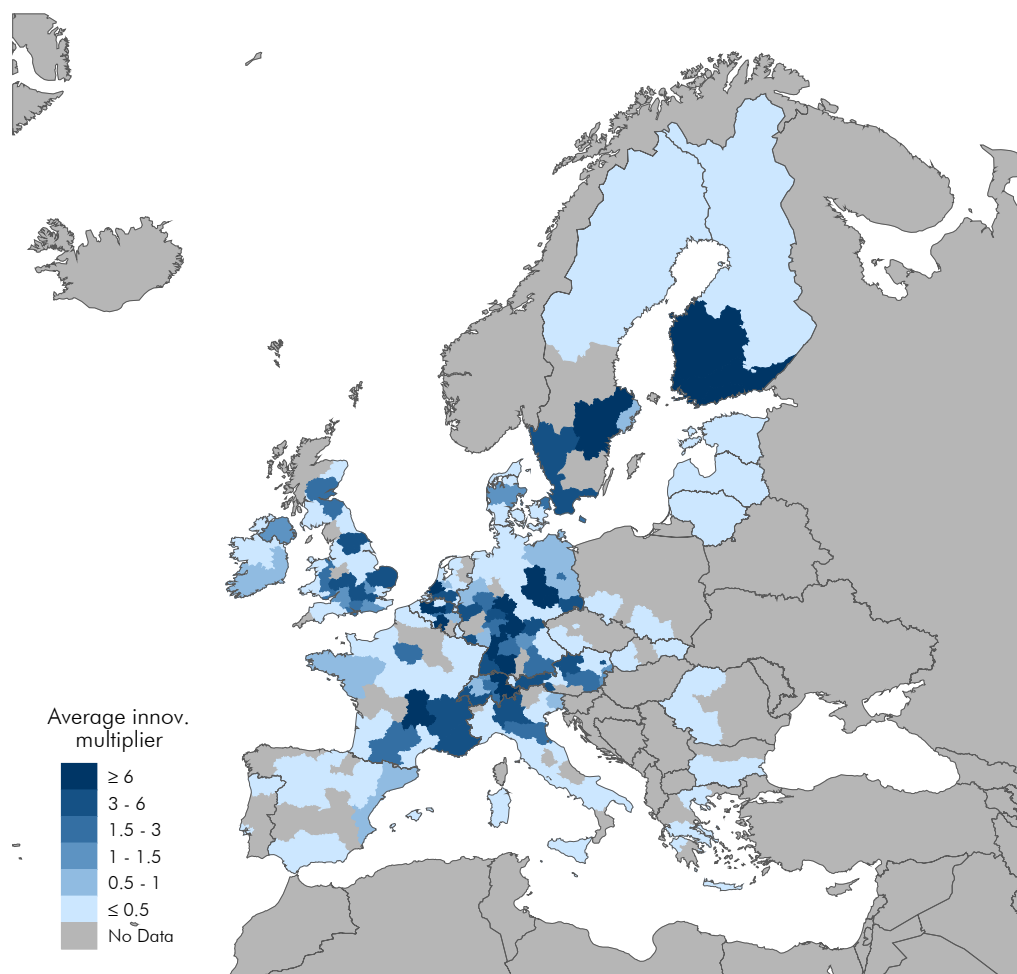 Average innov.
multiplier
≥ 6
3 - 6
1.5 - 3
1 - 1.5
0.5 - 1
≤ 0.5
No Data